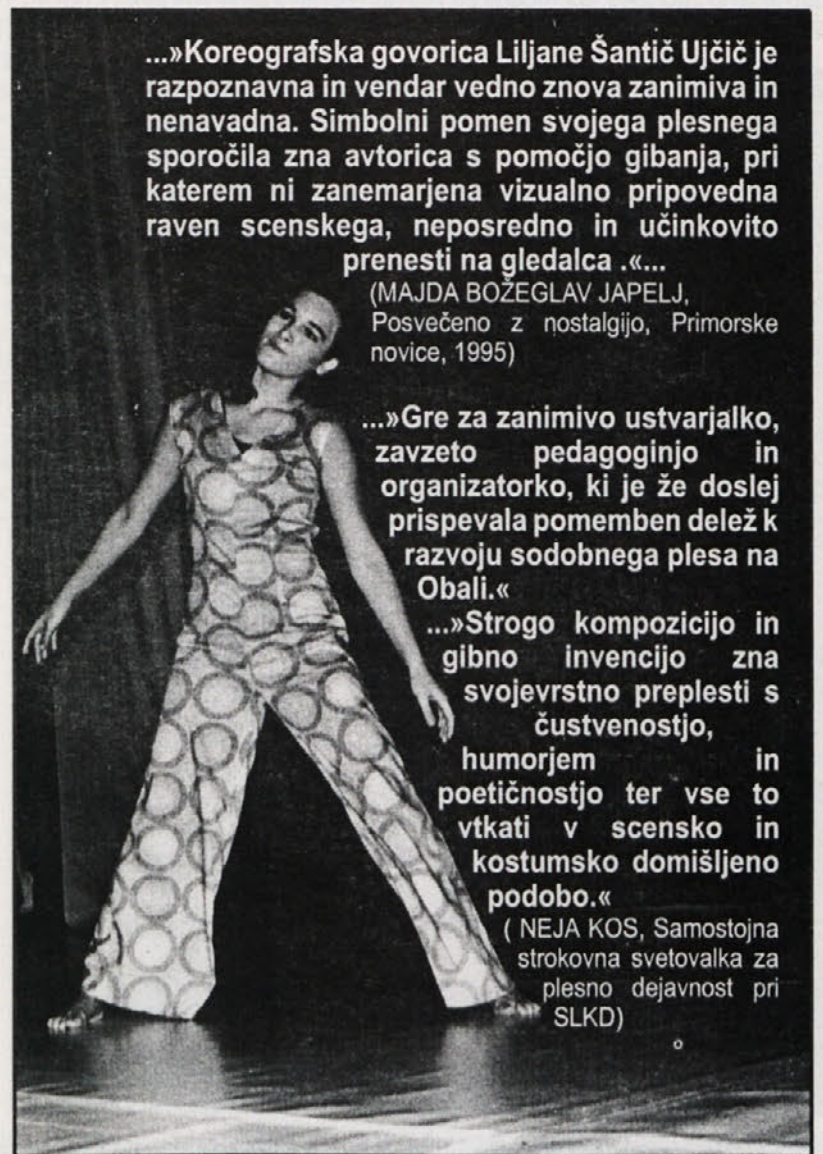 ...»Koreografska govorica Liljane Šantič Ujčič je
razpoznavna in vendar vedno znova zanimiva in
nenavadna. Simbolni pomen svojega plesnega
sporočila zna avtorica s pomočjo gibanja, pri
katerem ni zanemarjena vizualno pripovedna
raven scenskega, neposredno in učinkovito
prenesti na gledalca .«...
(MAJDA BOŽEGLAV JAPELJ,
Posvečeno z nostalgijo, Primorske
novice, 1995)
...»Gre za zanimivo ustvarjalko,
zavzeto pedagoginjo in
organizatorko, ki je že doslej
prispevala pomemben delež k
razvoju sodobnega plesa na
Obali.«
...»Strogo kompozicijo in
gibno invencijo zna
svojevrstno preplesti s
čustvenostjo,
humorjem in
poetičnostjo ter vse to
vtkati v scensko in
kostumsko domišljeno
podobo.«
( NEJA KOS, Samostojna
strokovna svetovalka za
plesno dejavnost pri
SLKD)